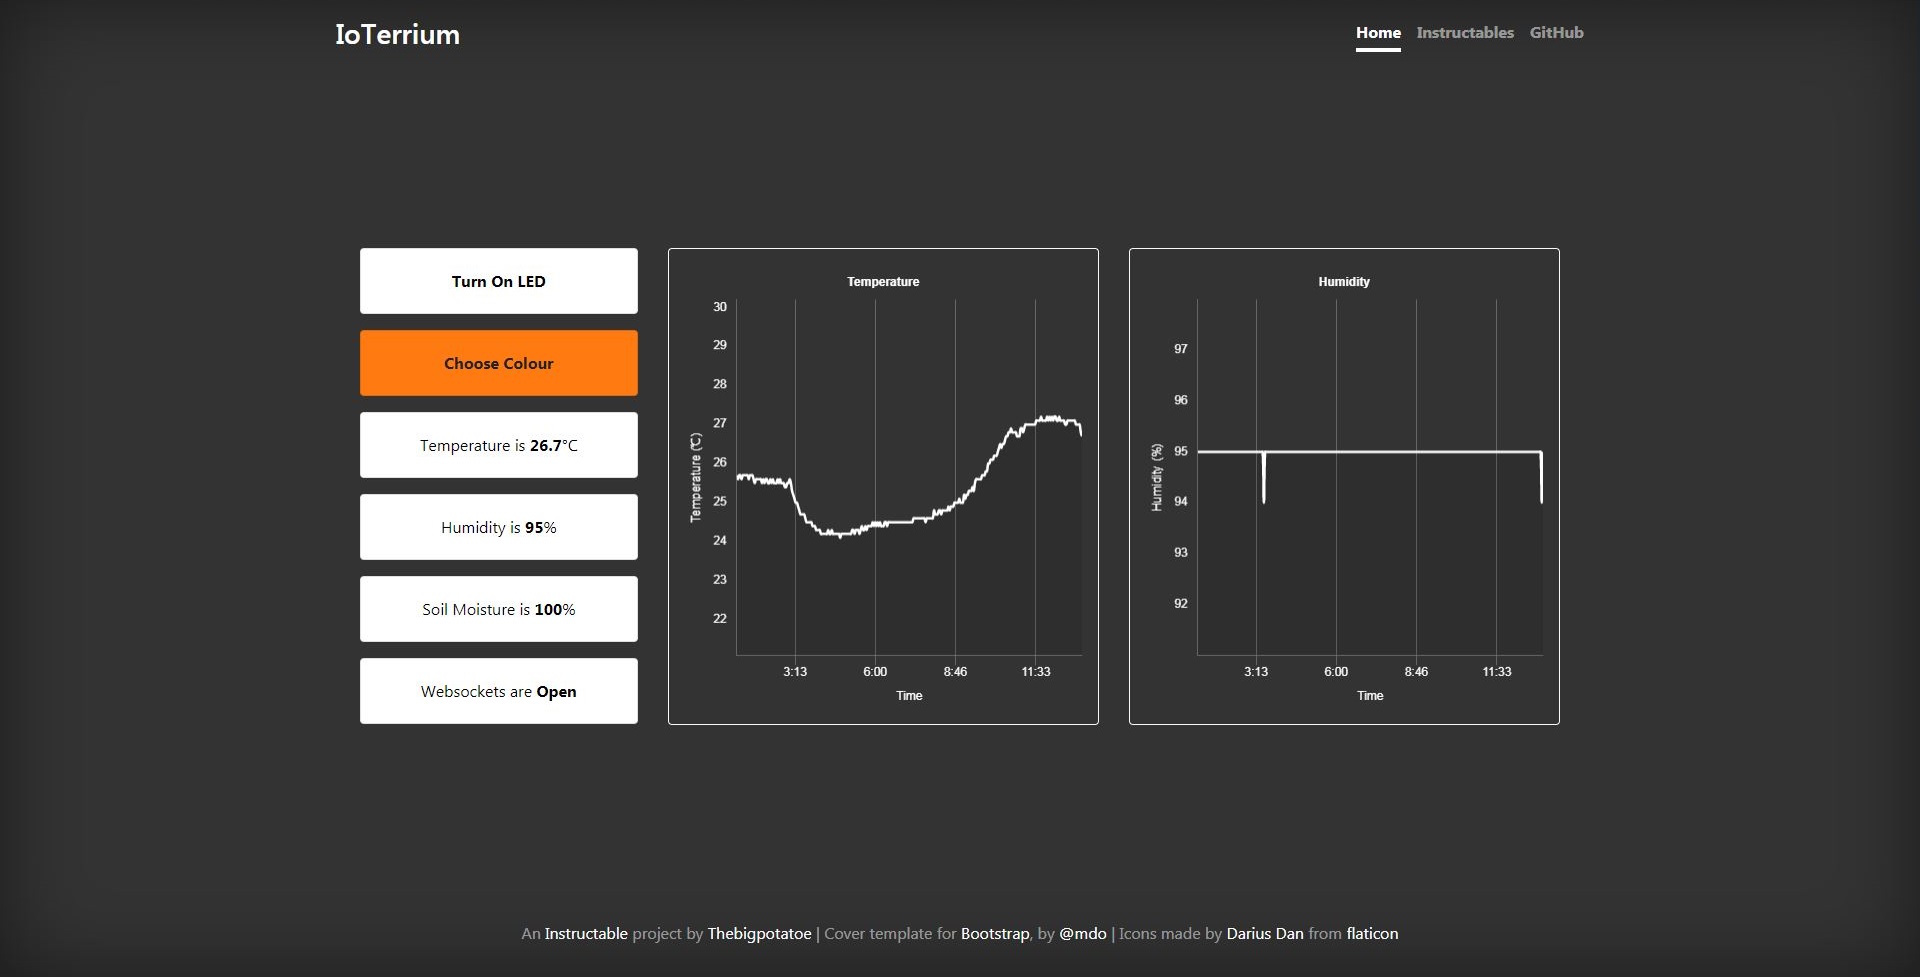 IoTerrium
Home Instructables GitHub
Turn On LED
Choose Colour
Temperature is 26.7°C
Humidity is 95%
Soil Moisture is 100%
Websockets are Open
Temperature
30
29
28
27
26
25
24
23
22
Temperature (℃)
3:13 6:00 8:46 11:33
Time
Humidity
97
96
95
94
93
92
Humidity (%)
3:13 6:00 8:46 11:33
Time
An Instructable project by Thebigpotatoe | Cover template for Bootstrap, by @mdo | Icons made by Darius Dan from flaticon